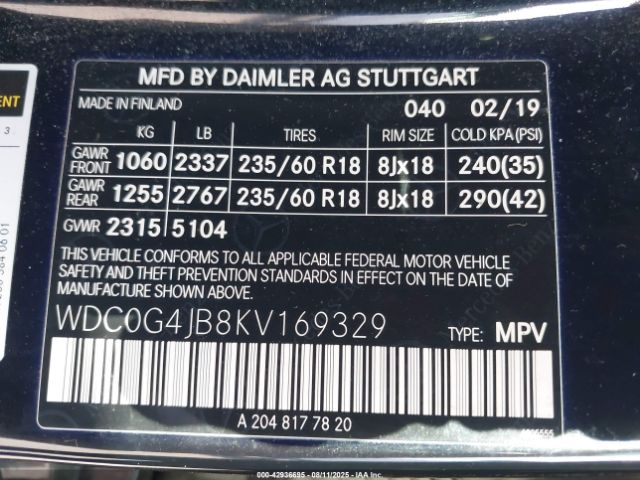 MFD BY DAIMLER AG STUTTGART
MADE IN FINLAND 040 02/19
KG LB TIRES RIM SIZE COLD KPA(PSI)
GAWR FRONT 1060 2337 235/60 R18 8Jx18 240(35)
GAWR REAR 1255 2767 235/60 R18 8Jx18 290(42)
GVWR 2315 5104
THIS VEHICLE CONFORMS TO ALL APPLICABLE FEDERAL MOTOR VEHICLE
SAFETY AND THEFT PREVENTION STANDARDS IN EFFECT ON THE DATE
OF MANUFACTURE SHOWN ABOVE.
WDC0G4JB8KV169329 TYPE: MPV
A 204 817 78 20
000-42936695 - 08/11/2025 - IAAI.COM